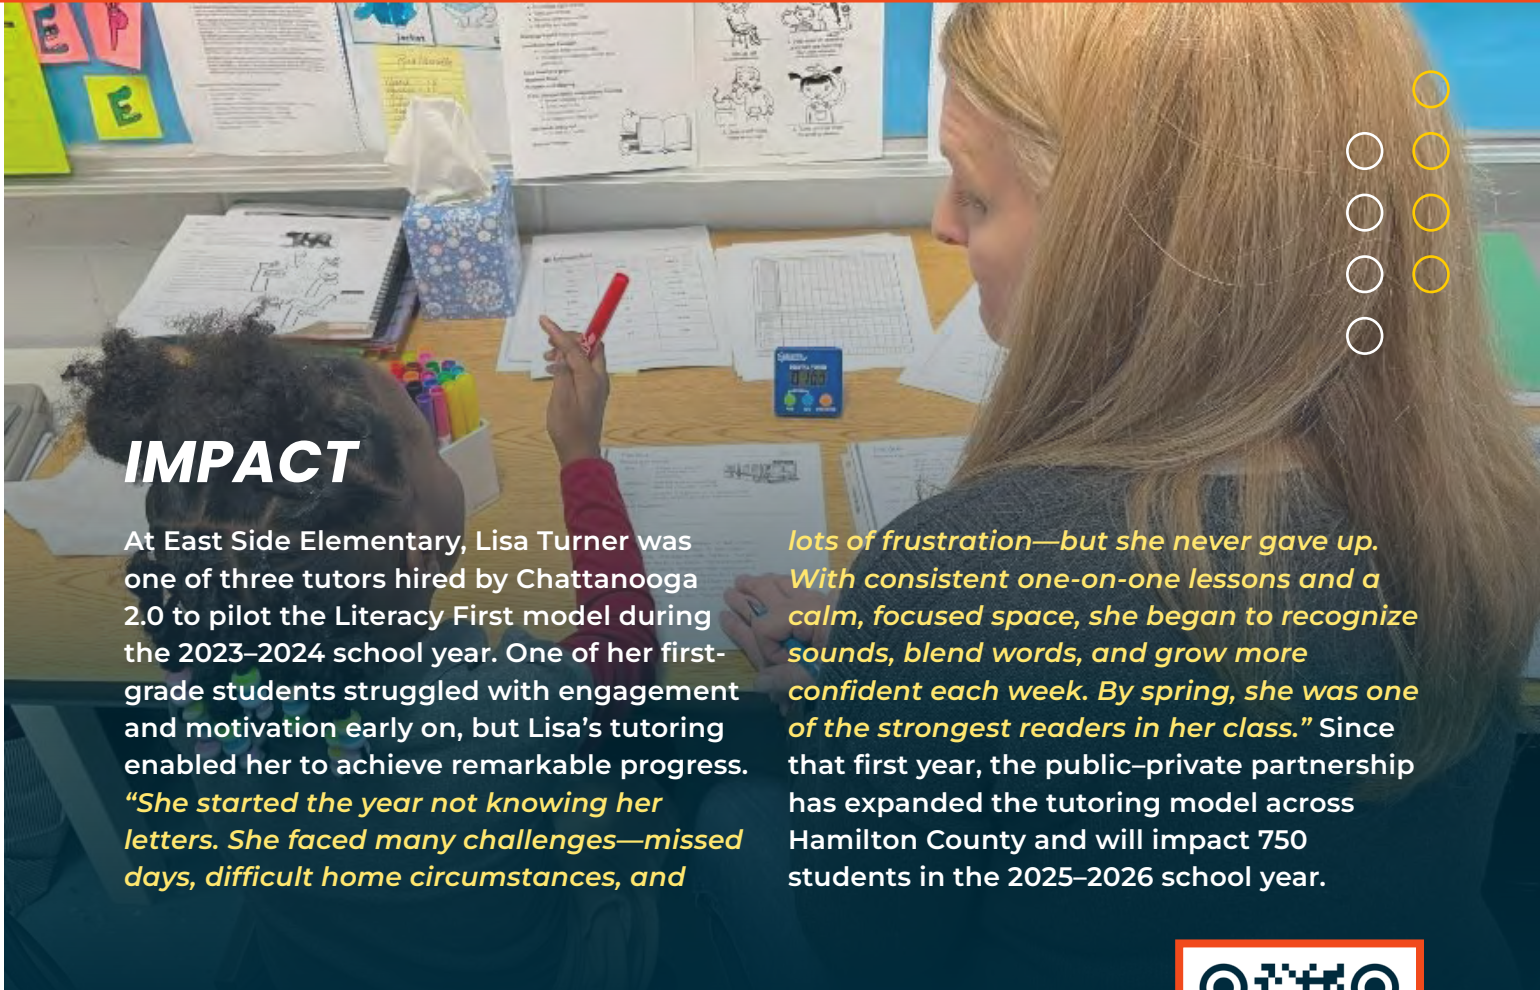 E
P
E
jacket
IMPACT
At East Side Elementary, Lisa Turner was
one of three tutors hired by Chattanooga
2.0 to pilot the Literacy First model during
the 2023–2024 school year. One of her first-
grade students struggled with engagement
and motivation early on, but Lisa’s tutoring
enabled her to achieve remarkable progress.
“She started the year not knowing her
letters. She faced many challenges—missed
days, difficult home circumstances, and
lots of frustration—but she never gave up.
With consistent one-on-one lessons and a
calm, focused space, she began to recognize
sounds, blend words, and grow more
confident each week. By spring, she was one
of the strongest readers in her class.” Since
that first year, the public–private partnership
has expanded the tutoring model across
Hamilton County and will impact 750
students in the 2025–2026 school year.